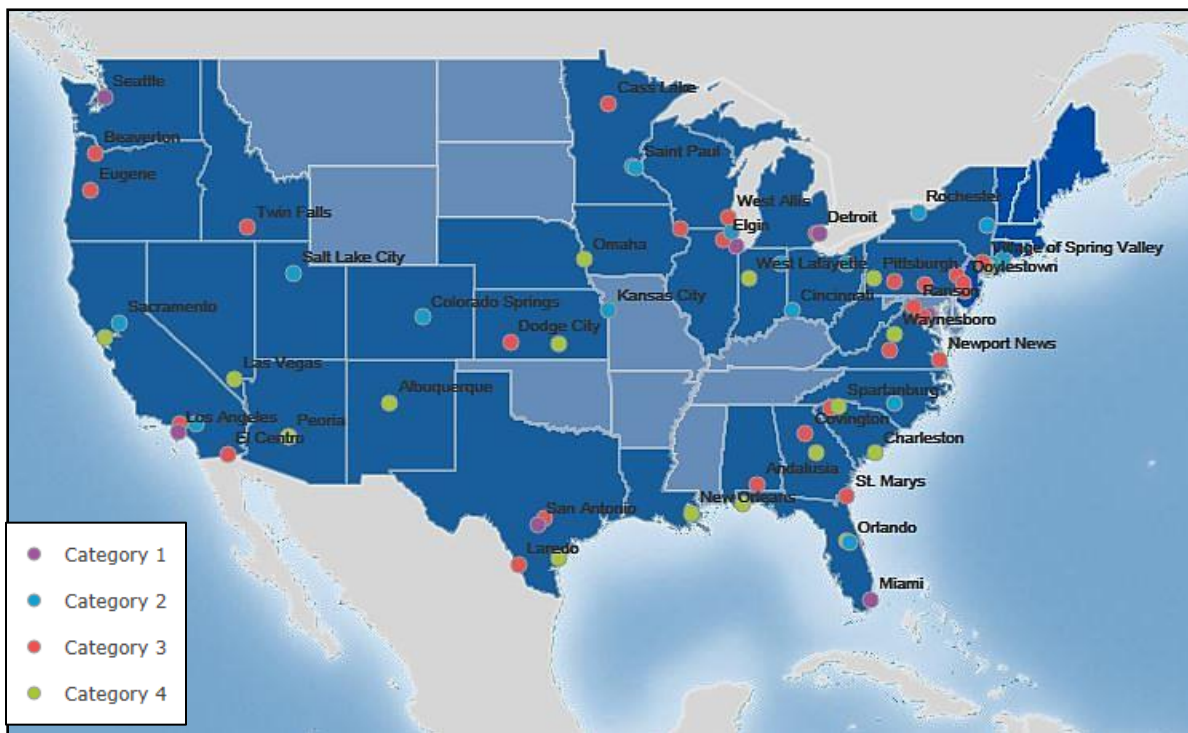 Seattle
Cass Lake
Beaverton
Saint Paul
Eugene
Rochester
West Allis
Twin Falls
Detroit
Elgin
Omaha
Village of Spring Valley
Salt Lake City
West Lafayette
Pittsburgh
Doylestown
Ranson
Colorado Springs
Kansas City
Cincinnati
Sacramento
Dodge City
Waynesboro
Newport News
Las Vegas
Albuquerque
Spartanburg
Los Angeles
Peoria
Covington
El Centro
Charleston
Andalusia
St. Marys
New Orleans
San Antonio
Orlando
Laredo
Miami
Category 1
Category 2
Category 3
Category 4